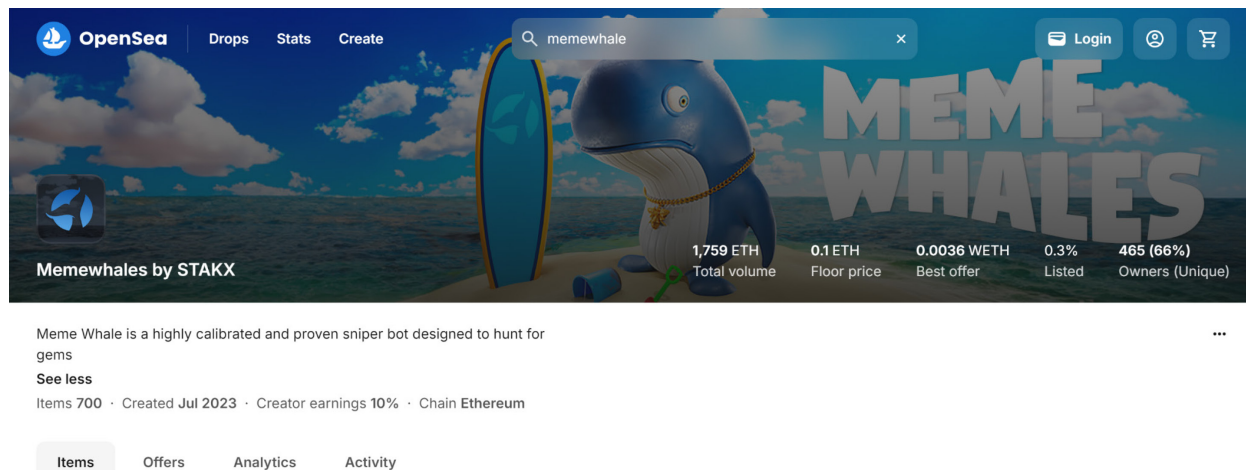 OpenSea Drops Stats Create memewhale × Login
MEME
WHALES
Memewhales by STAKX
1,759 ETH 0.1 ETH 0.0036 WETH 0.3% 465 (66%)
Total volume Floor price Best offer Listed Owners (Unique)
Meme Whale is a highly calibrated and proven sniper bot designed to hunt for
gems
See less
Items 700 · Created Jul 2023 · Creator earnings 10% · Chain Ethereum
Items Offers Analytics Activity